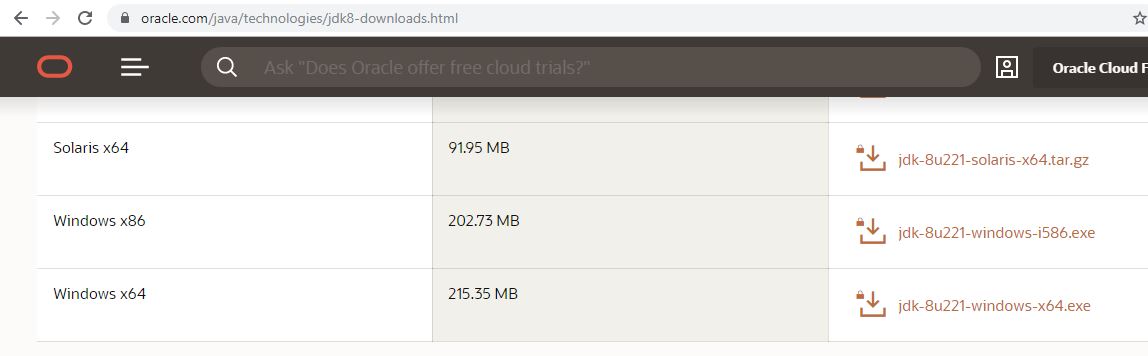 oracle.com/java/technologies/jdk8-downloads.html
Ask "Does Oracle offer free cloud trials?"
Oracle Cloud F
Solaris x64 91.95 MB jdk-8u221-solaris-x64.tar.gz
Windows x86 202.73 MB jdk-8u221-windows-i586.exe
Windows x64 215.35 MB jdk-8u221-windows-x64.exe